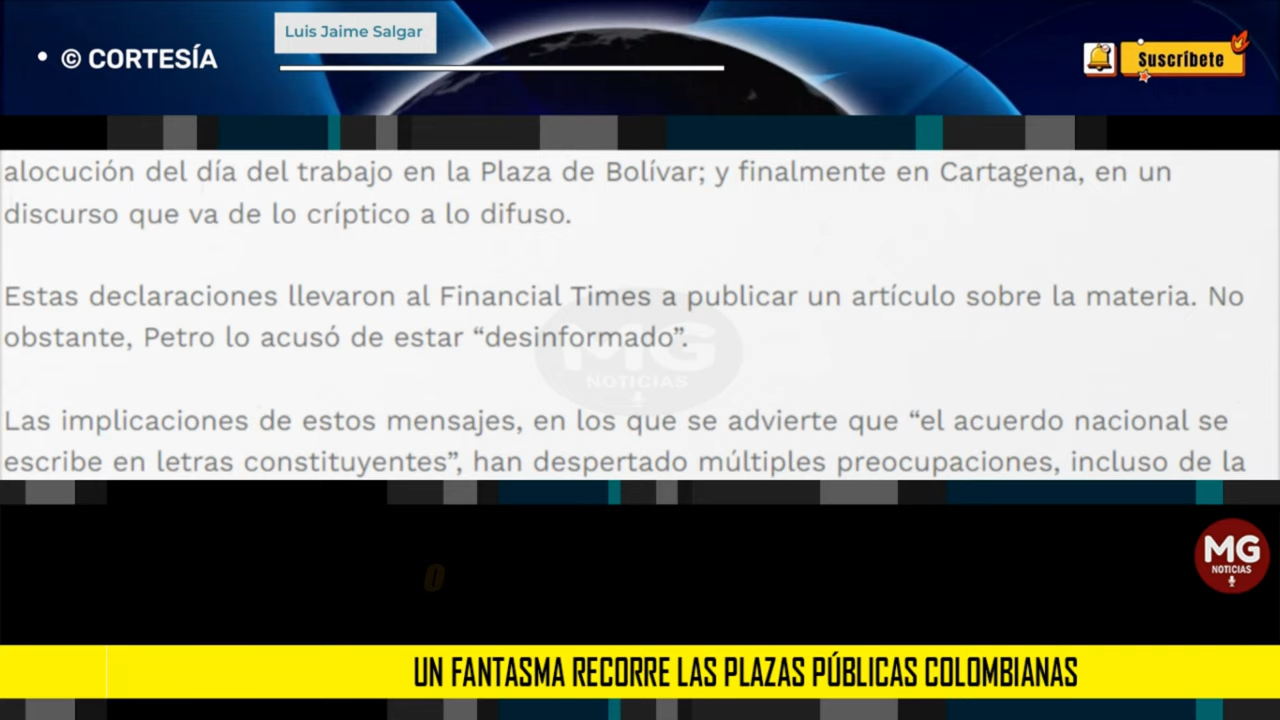 Luis Jaime Salgar
• © CORTESÍA
Suscríbete
alocución del día del trabajo en la Plaza de Bolívar; y finalmente en Cartagena, en un
discurso que va de lo críptico a lo difuso.
Estas declaraciones llevaron al Financial Times a publicar un artículo sobre la materia. No
obstante, Petro lo acusó de estar “desinformado”.
MG
NOTICIAS
Las implicaciones de estos mensajes, en los que se advierte que “el acuerdo nacional se
escribe en letras constituyentes”, han despertado múltiples preocupaciones, incluso de la
MG
NOTICIAS
UN FANTASMA RECORRE LAS PLAZAS PÚBLICAS COLOMBIANAS